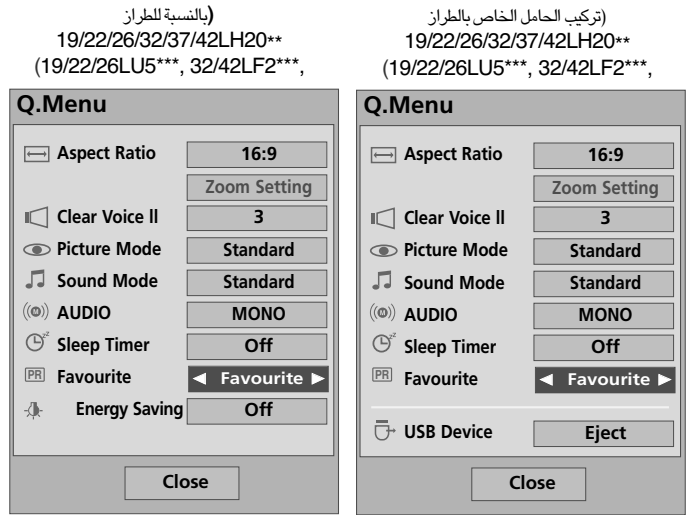 (بالنسبة للطراز
19/22/26/32/37/42LH20**
(19/22/26LU5***, 32/42LF2***,
Q.Menu
Aspect Ratio 16:9
Zoom Setting
Clear Voice II 3
Picture Mode Standard
Sound Mode Standard
AUDIO MONO
Sleep Timer Off
PR Favourite ◄ Favourite ►
Energy Saving Off
Close
(تركيب الحامل الخاص بالطراز
19/22/26/32/37/42LH20**
(19/22/26LU5***, 32/42LF2***,
Q.Menu
Aspect Ratio 16:9
Zoom Setting
Clear Voice II 3
Picture Mode Standard
Sound Mode Standard
AUDIO MONO
Sleep Timer Off
PR Favourite ◄ Favourite ►
USB Device Eject
Close